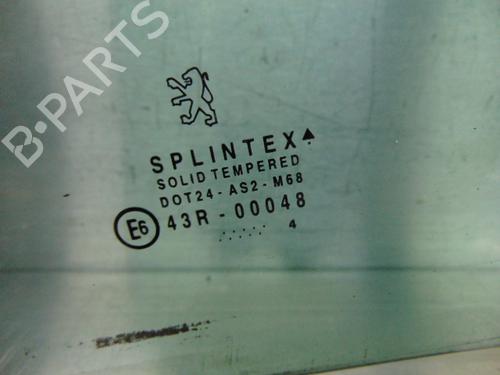 B-PARTS
SPLINTEX
SOLID TEMPERED
DOT24-AS2-M68
E6 43R-00048
4